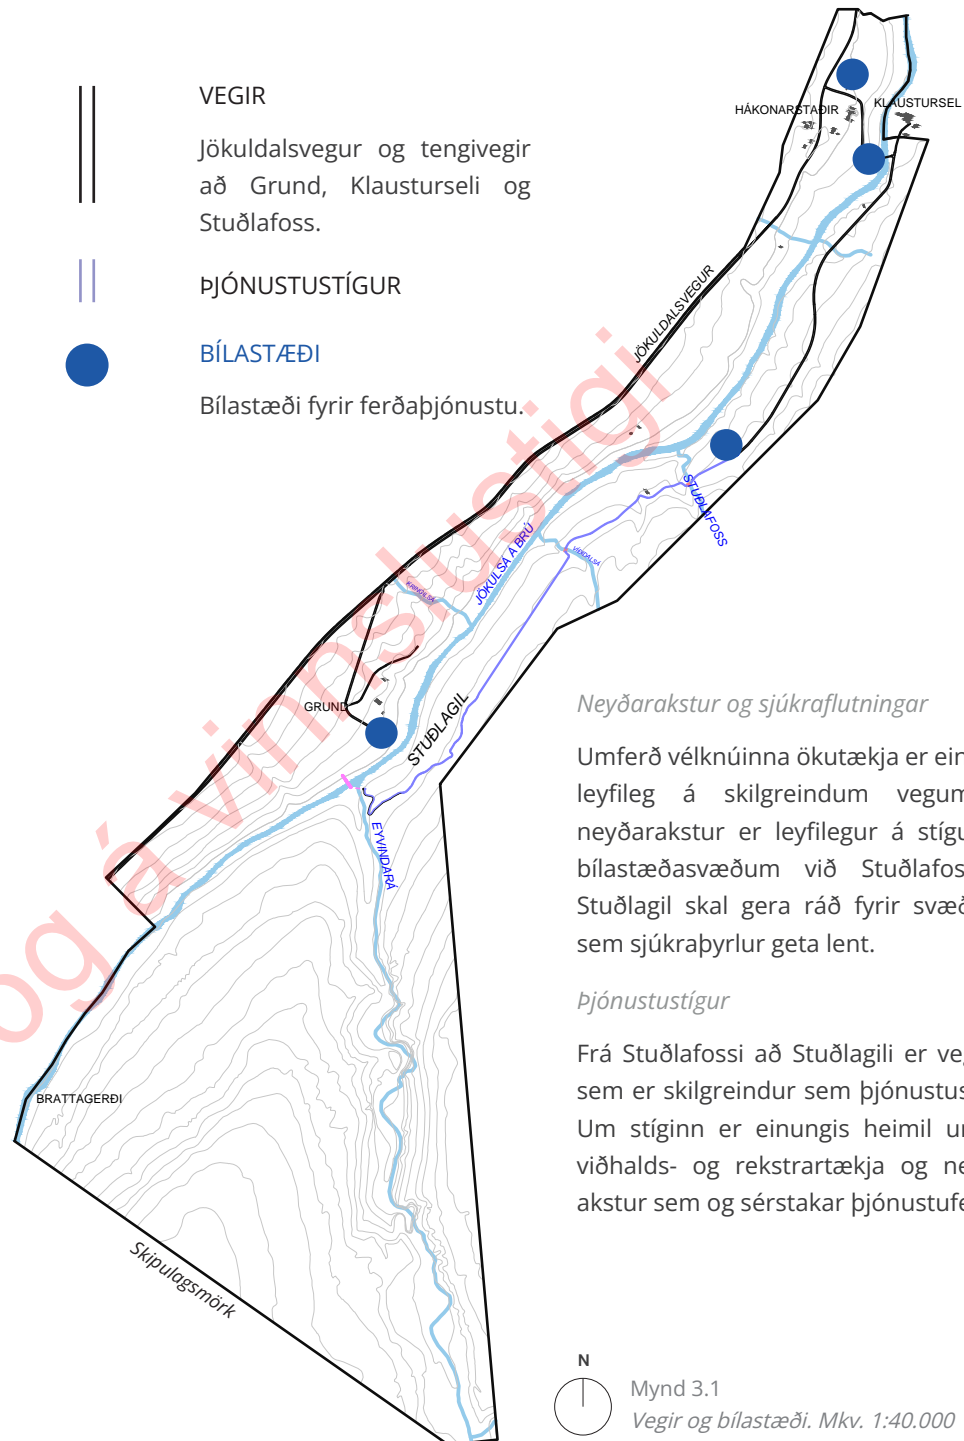 VEGIR
Jökuldalsvegur og tengivegir
að Grund, Klausturseli og
Stuðlafoss.
ÞJÓNUSTUSTÍGUR
BÍLASTÆÐI
Bílastæði fyrir ferðaþjónustu.
HÁKONARSTAÐIR
KLAUSTURSEL
JÖKULDALSVEGUR
STUÐLAFOSS
JÖKULSÁ Á BRÚ
VÍÐIDALSÁ
GRUND
STUÐLAGIL
EYVINDARÁ
BRATTAGERÐI
Skipulagsmörk
og á vinnslustigi
Neyðarakstur og sjúkraflutningar
Umferð vélknúinna ökutækja er ein
leyfileg á skilgreindum vegum
neyðarakstur er leyfilegur á stígu
bílastæðasvæðum við Stuðlafos
Stuðlagil skal gera ráð fyrir svæð
sem sjúkraþyrlur geta lent.
Þjónustustígur
Frá Stuðlafossi að Stuðlagili er veg
sem er skilgreindur sem þjónustus
Um stíginn er einungis heimil um
viðhalds- og rekstrartækja og ne
akstur sem og sérstakar þjónustufe
N
Mynd 3.1
Vegir og bílastæði. Mkv. 1:40.000